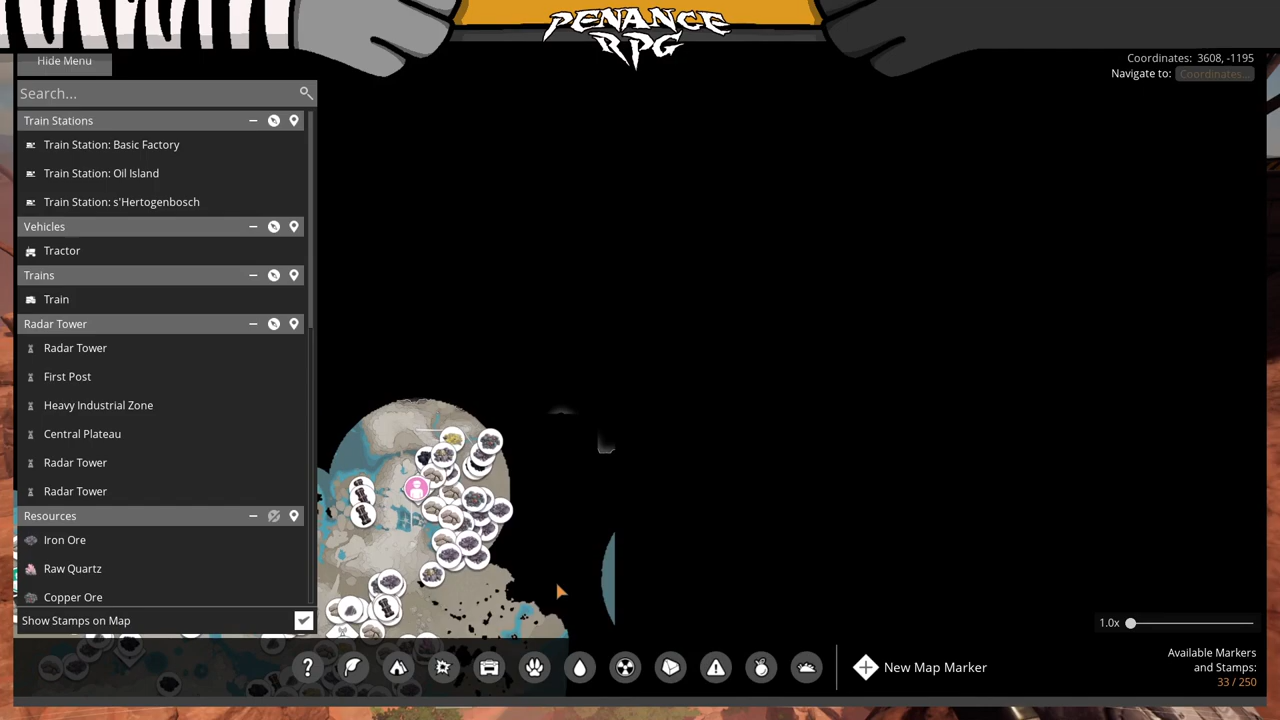 PENANCE
RPG
Hide Menu
Coordinates: 3608, -1195
Navigate to: Coordinates...
Search...
Train Stations
Train Station: Basic Factory
Train Station: Oil Island
Train Station: s'Hertogenbosch
Vehicles
Tractor
Trains
Train
Radar Tower
Radar Tower
First Post
Heavy Industrial Zone
Central Plateau
Radar Tower
Radar Tower
Resources
Iron Ore
Raw Quartz
Copper Ore
Show Stamps on Map
1.0x
New Map Marker
Available Markers
and Stamps:
33 / 250